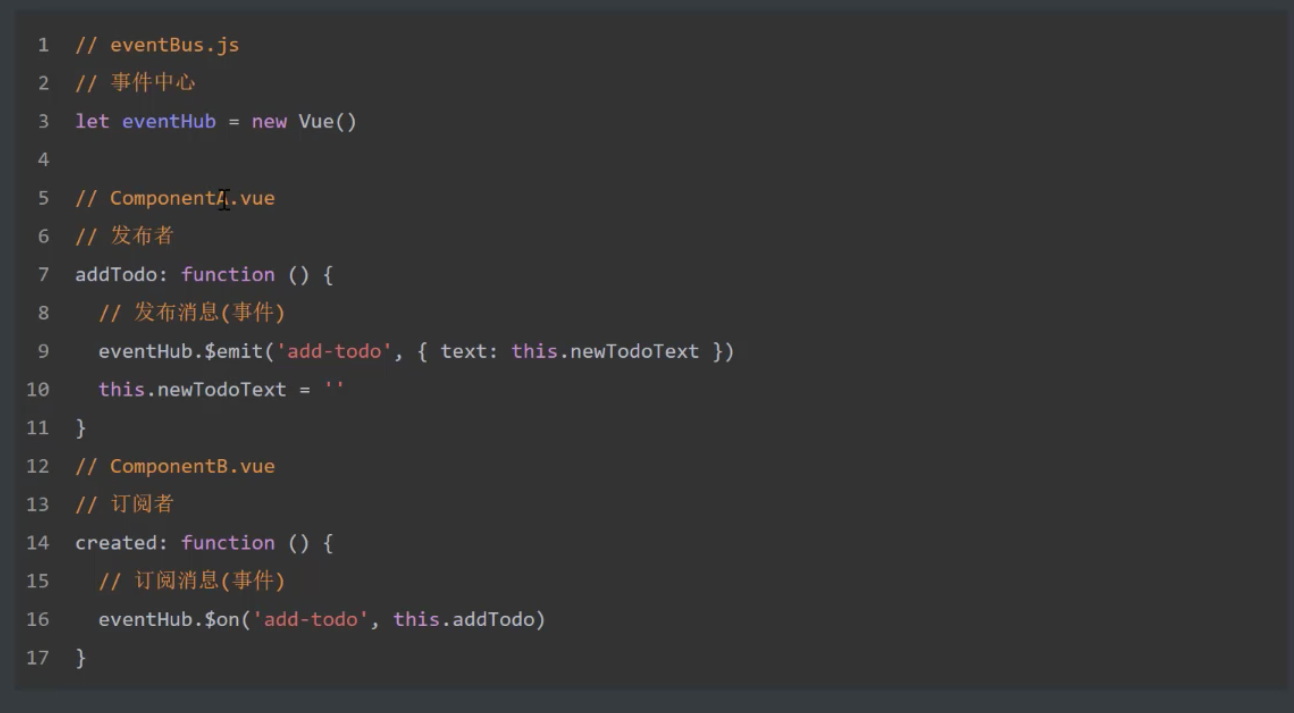 1 // eventBus.js
2 // 事件中心
3 let eventHub = new Vue()
4
5 // ComponentA.vue
6 // 发布者
7 addTodo: function () {
8 // 发布消息(事件)
9 eventHub.$emit('add-todo', { text: this.newTodoText })
10 this.newTodoText = ''
11 }
12 // ComponentB.vue
13 // 订阅者
14 created: function () {
15 // 订阅消息(事件)
16 eventHub.$on('add-todo', this.addTodo)
17 }